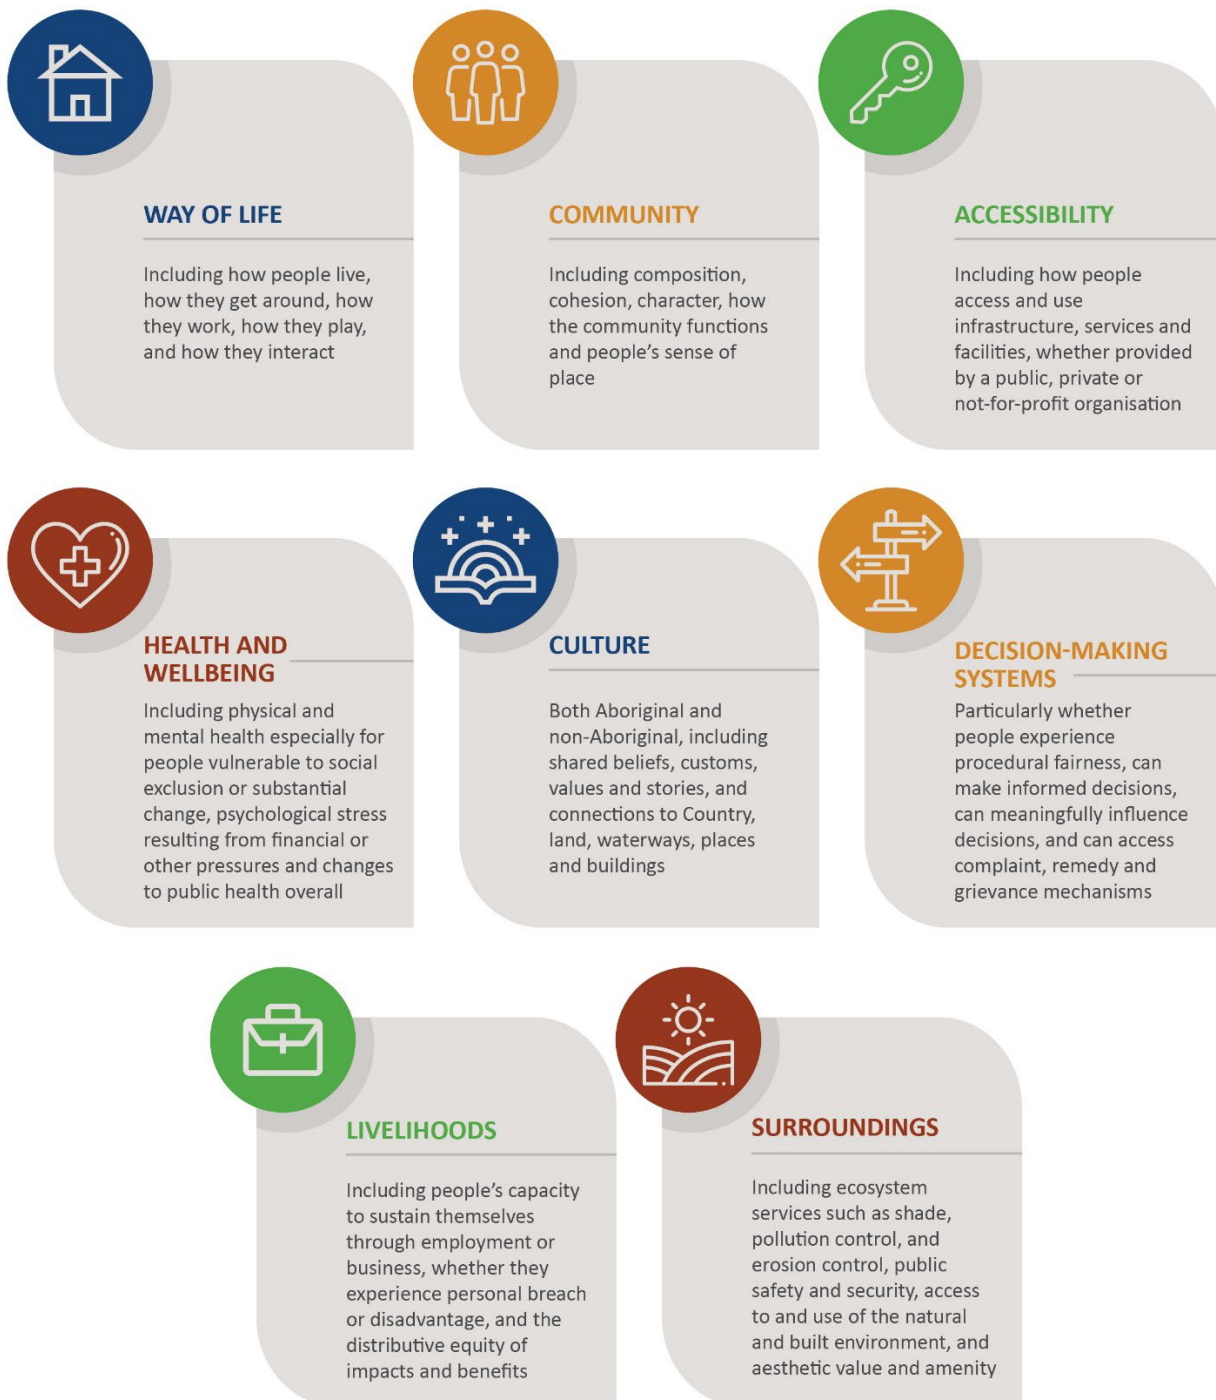 WAY OF LIFE
Including how people live,
how they get around, how
they work, how they play,
and how they interact
COMMUNITY
Including composition,
cohesion, character, how
the community functions
and people's sense of
place
ACCESSIBILITY
Including how people
access and use
infrastructure, services and
facilities, whether provided
by a public, private or
not-for-profit organisation
HEALTH AND
WELLBEING
Including physical and
mental health especially for
people vulnerable to social
exclusion or substantial
change, psychological stress
resulting from financial or
other pressures and changes
to public health overall
CULTURE
Both Aboriginal and
non-Aboriginal, including
shared beliefs, customs,
values and stories, and
connections to Country,
land, waterways, places
and buildings
DECISION-MAKING
SYSTEMS
Particularly whether
people experience
procedural fairness, can
make informed decisions,
can meaningfully influence
decisions, and can access
complaint, remedy and
grievance mechanisms
LIVELIHOODS
Including people's capacity
to sustain themselves
through employment or
business, whether they
experience personal breach
or disadvantage, and the
distributive equity of
impacts and benefits
SURROUNDINGS
Including ecosystem
services such as shade,
pollution control, and
erosion control, public
safety and security, access
to and use of the natural
and built environment, and
aesthetic value and amenity